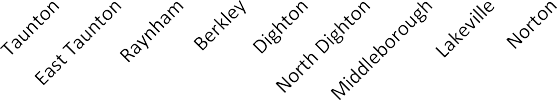 Taunton
East Taunton
Raynham
Berkley
Dighton
North Dighton
Middleborough
Lakeville
Norton